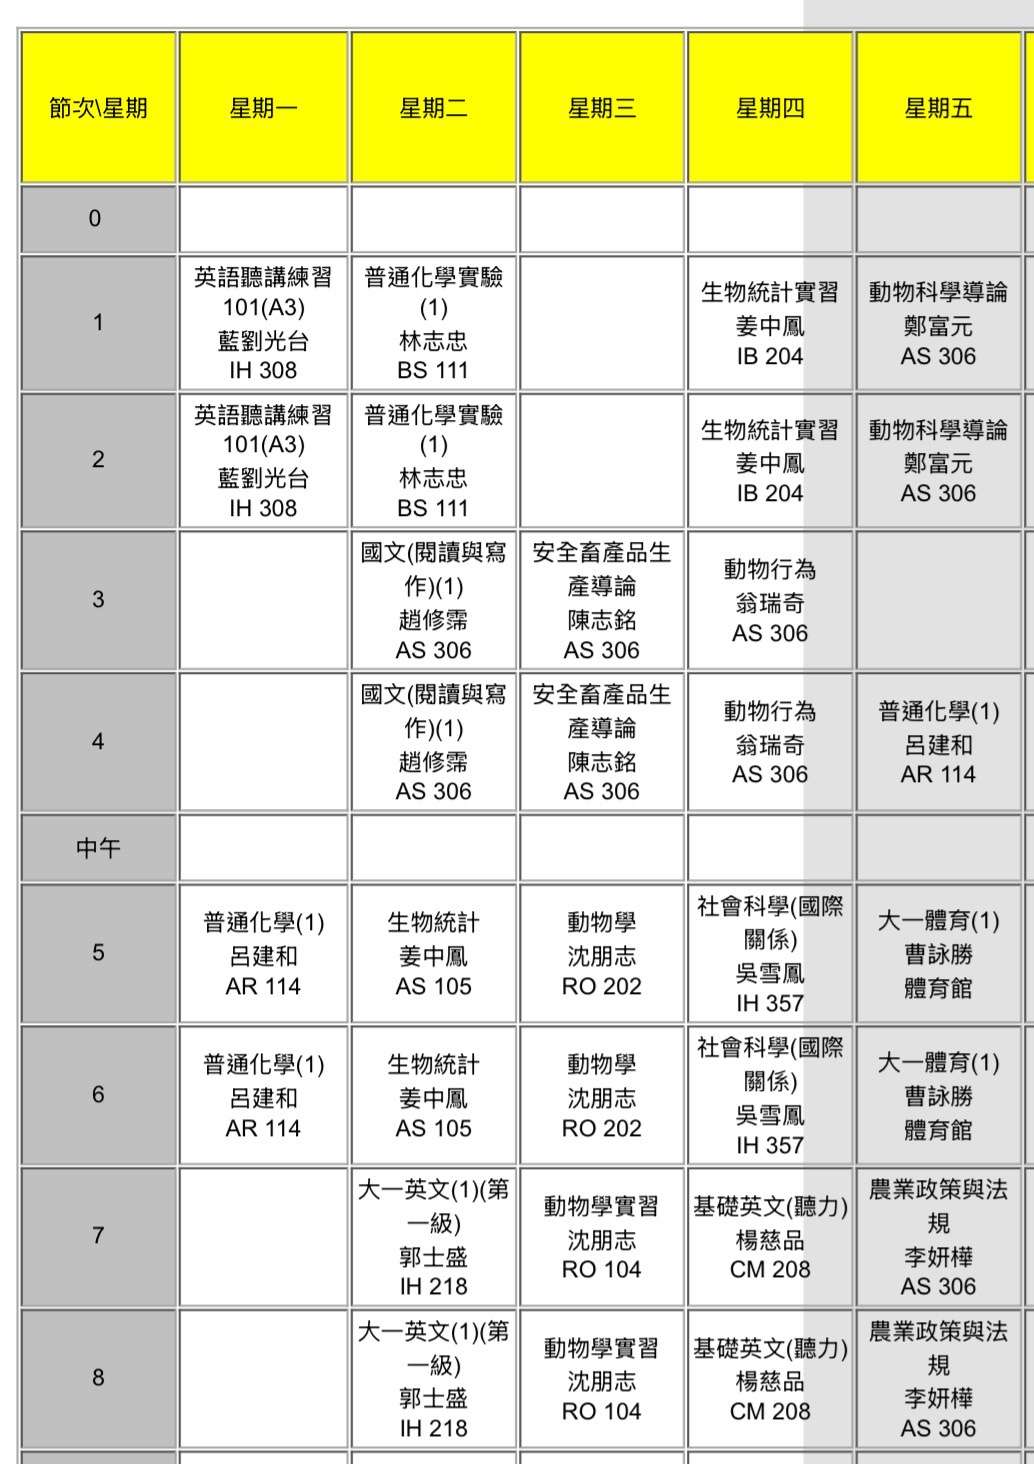 節次\星期 星期一 星期二 星期三 星期四 星期五
0
1
英語聽講練習
101(A3)
藍劉光台
IH 308
普通化學實驗
(1)
林志忠
BS 111
生物統計實習
姜中鳳
IB 204
動物科學導論
鄭富元
AS 306
2
英語聽講練習
101(A3)
藍劉光台
IH 308
普通化學實驗
(1)
林志忠
BS 111
生物統計實習
姜中鳳
IB 204
動物科學導論
鄭富元
AS 306
3
國文(閱讀與寫
作)(1)
趙修霈
AS 306
安全畜產品生
產導論
陳志銘
AS 306
動物行為
翁瑞奇
AS 306
4
國文(閱讀與寫
作)(1)
趙修霈
AS 306
安全畜產品生
產導論
陳志銘
AS 306
動物行為
翁瑞奇
AS 306
普通化學(1)
呂建和
AR 114
中午
5
普通化學(1)
呂建和
AR 114
生物統計
姜中鳳
AS 105
動物學
沈朋志
RO 202
社會科學(國際
關係)
吳雪鳳
IH 357
大一體育(1)
曹詠勝
體育館
6
普通化學(1)
呂建和
AR 114
生物統計
姜中鳳
AS 105
動物學
沈朋志
RO 202
社會科學(國際
關係)
吳雪鳳
IH 357
大一體育(1)
曹詠勝
體育館
7
大一英文(1)(第
一級)
郭士盛
IH 218
動物學實習
沈朋志
RO 104
基礎英文(聽力)
楊慈品
CM 208
農業政策與法
規
李妍樺
AS 306
8
大一英文(1)(第
一級)
郭士盛
IH 218
動物學實習
沈朋志
RO 104
基礎英文(聽力)
楊慈品
CM 208
農業政策與法
規
李妍樺
AS 306